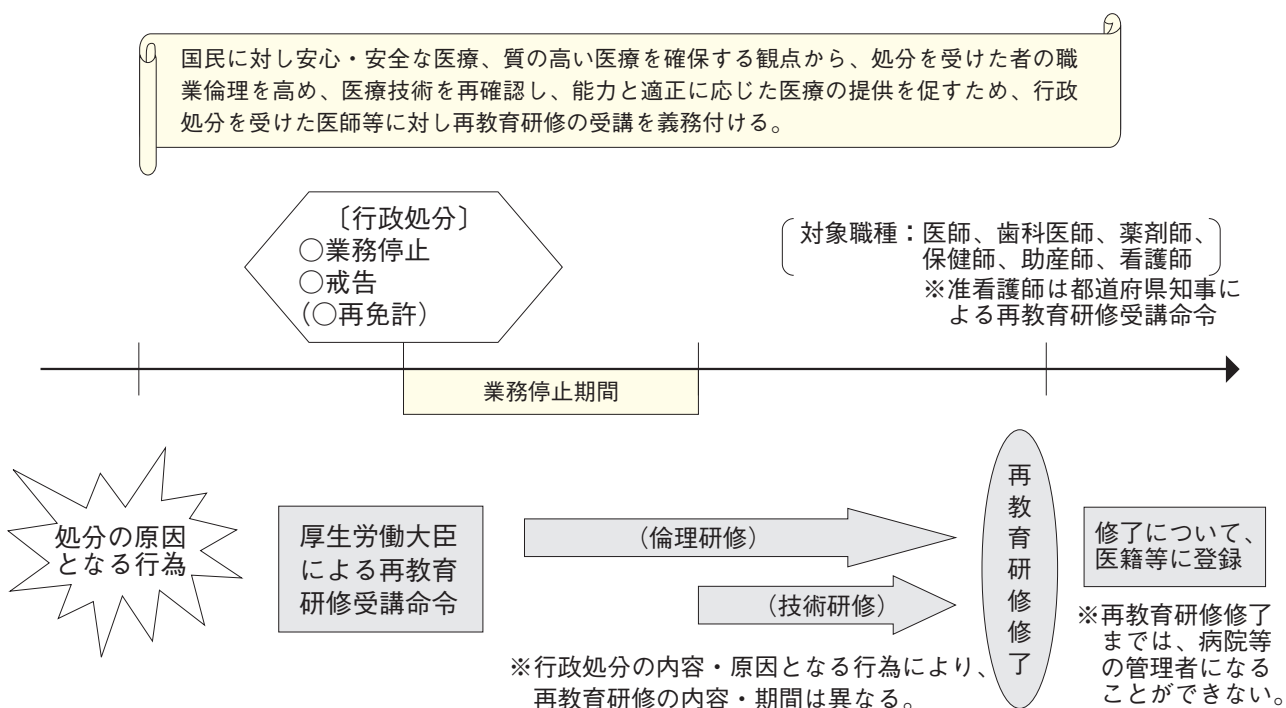 国民に対し安心・安全な医療、質の高い医療を確保する観点から、処分を受けた者の職
業倫理を高め、医療技術を再確認し、能力と適正に応じた医療の提供を促すため、行政
処分を受けた医師等に対し再教育研修の受講を義務付ける。
〔行政処分〕
○業務停止
○戒告
(○再免許)
対象職種：医師、歯科医師、薬剤師、
保健師、助産師、看護師
※准看護師は都道府県知事に
よる再教育研修受講命令
業務停止期間
処分の原因
となる行為
厚生労働大臣
による再教育
研修受講命令
(倫理研修)
(技術研修)
※行政処分の内容・原因となる行為により、
再教育研修の内容・期間は異なる。
再教育研修修了
修了について、
医籍等に登録
※再教育研修修了
までは、病院等
の管理者になる
ことができない。